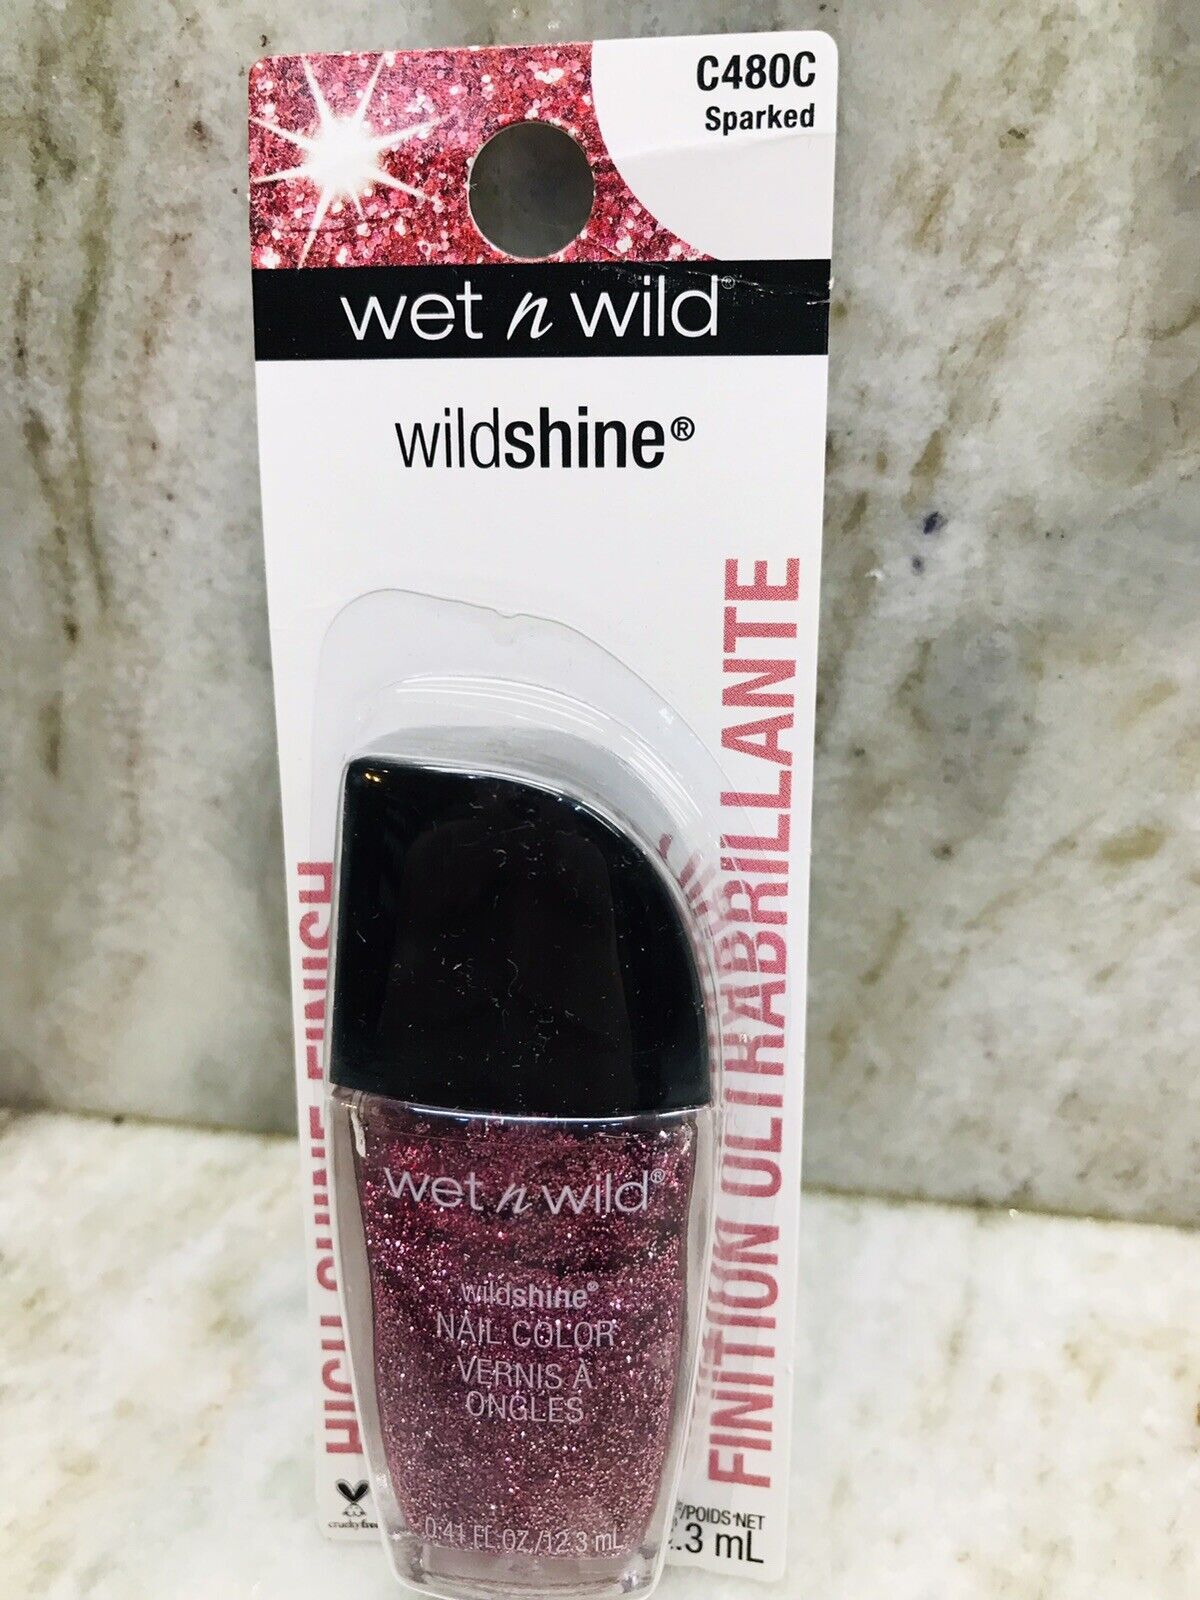 C480C
Sparked
wet n wild®
wildshine®
HIGH SHINE FINISH
FINITION ULTRABRILLANTE
wet n wild®
wildshine®
NAIL COLOR
VERNIS À
ONGLES
0.41 FL.OZ./12.3 mL
crueltyfree
/POIDS NET
.3 mL